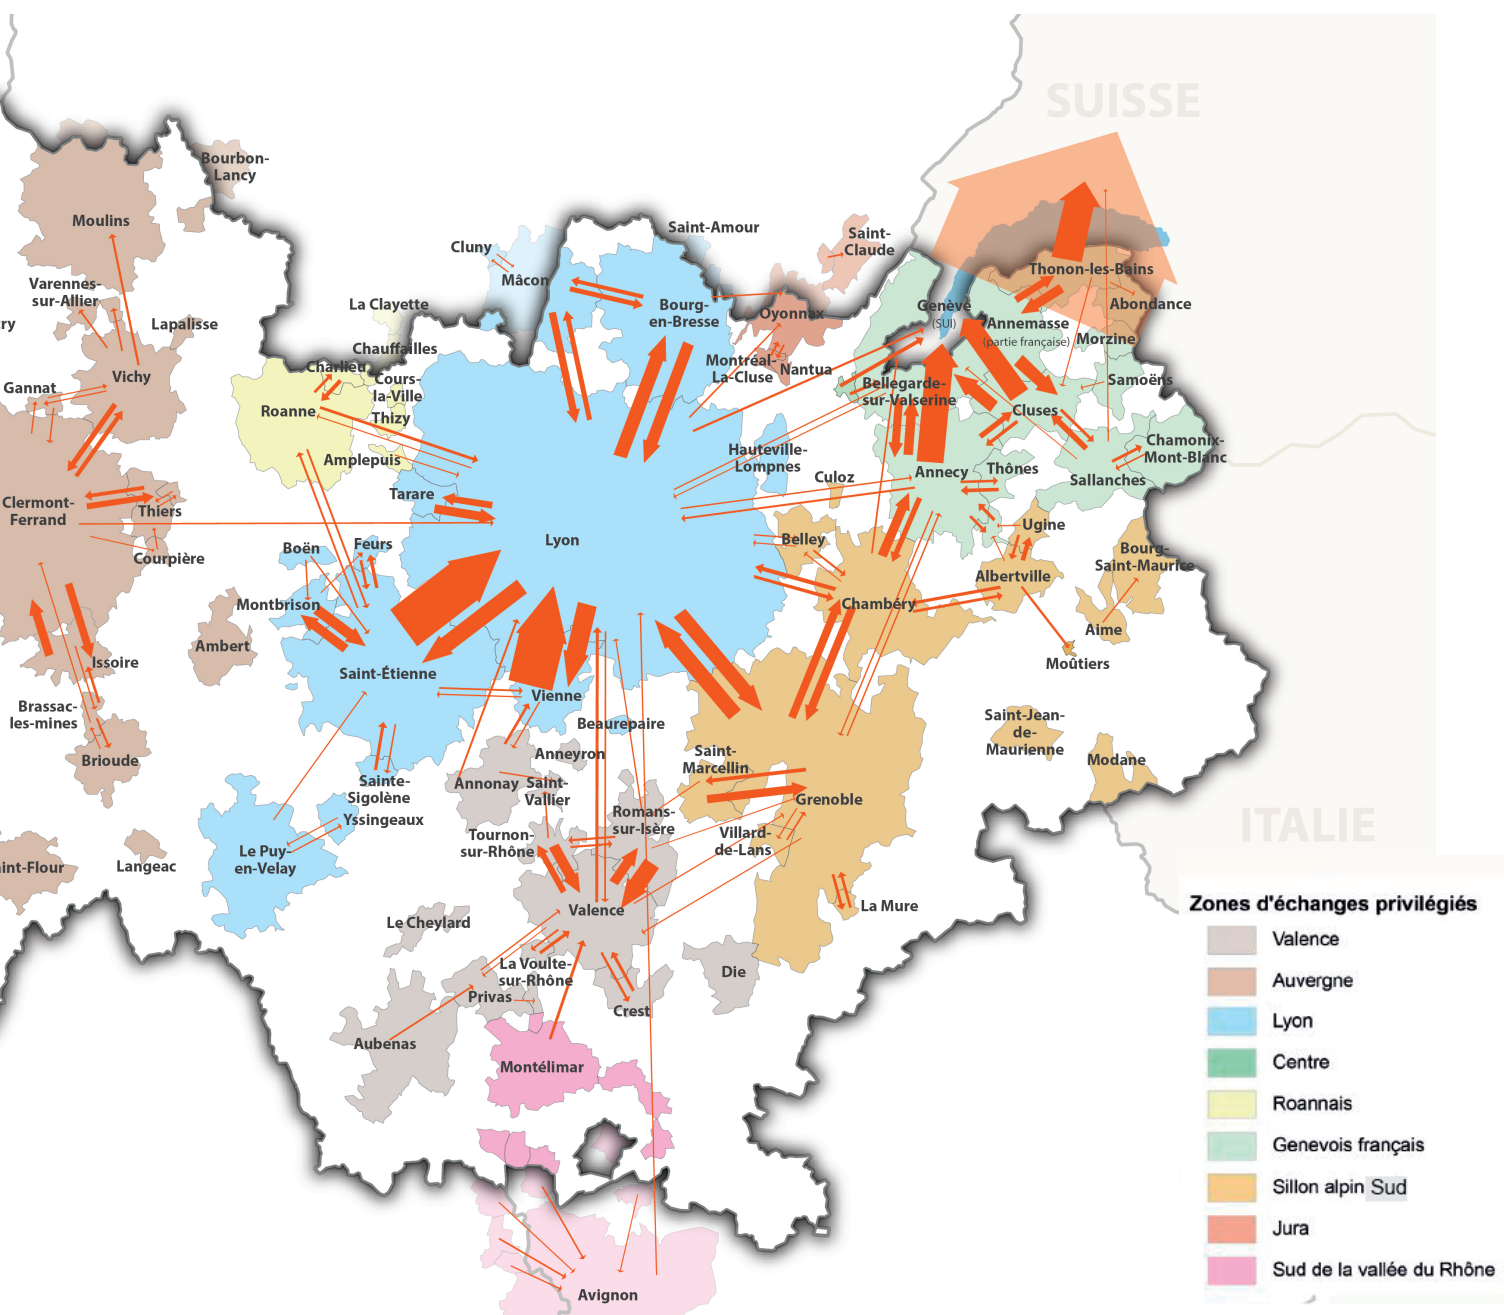 SUISSE
Bourbon-
Lancy
Moulins
Saint-Amour
Saint-
Claude
Cluny
Mâcon
Thonon-les-Bains
Varennes-
sur-Allier
La Clayette
Bourg-
en-Bresse
Oyonnax
Genève
(SUI)
Abondance
ry
Lapalisse
Annemasse
(partie française)
Morzine
Chauffailles
Charlieu
Montréal-
La-Cluse
Nantua
Vichy
Gannat
Cours-
la-Ville
Bellegarde-
sur-Valserine
Samoëns
Roanne
Thizy
Cluses
Amplepuis
Hauteville-
Lompnes
Chamonix-
Mont-Blanc
Annecy
Thônes
Culoz
Sallanches
Tarare
Clermont-
Ferrand
Thiers
Ugine
Lyon
Belley
Boën
Feurs
Courpière
Bourg-
Saint-Maurice
Albertville
Montbrison
Chambéry
Aime
Ambert
Issoire
Moûtiers
Saint-Étienne
Vienne
Brassac-
les-mines
Beaurepaire
Saint-Jean-
de-
Maurienne
Brioude
Anneyron
Saint-
Marcellin
Modane
Sainte-
Sigolène
Annonay
Saint-
Vallier
Grenoble
Yssingeaux
Romans-
sur-Isère
ITALIE
Tournon-
sur-Rhône
Villard-
de-Lans
Le Puy-
en-Velay
int-Flour
Langeac
Valence
La Mure
Le Cheylard
La Voulte-
sur-Rhône
Die
Privas
Crest
Aubenas
Montélimar
Avignon
Zones d'échanges privilégiés
Valence
Auvergne
Lyon
Centre
Roannais
Genevois français
Sillon alpin Sud
Jura
Sud de la vallée du Rhône